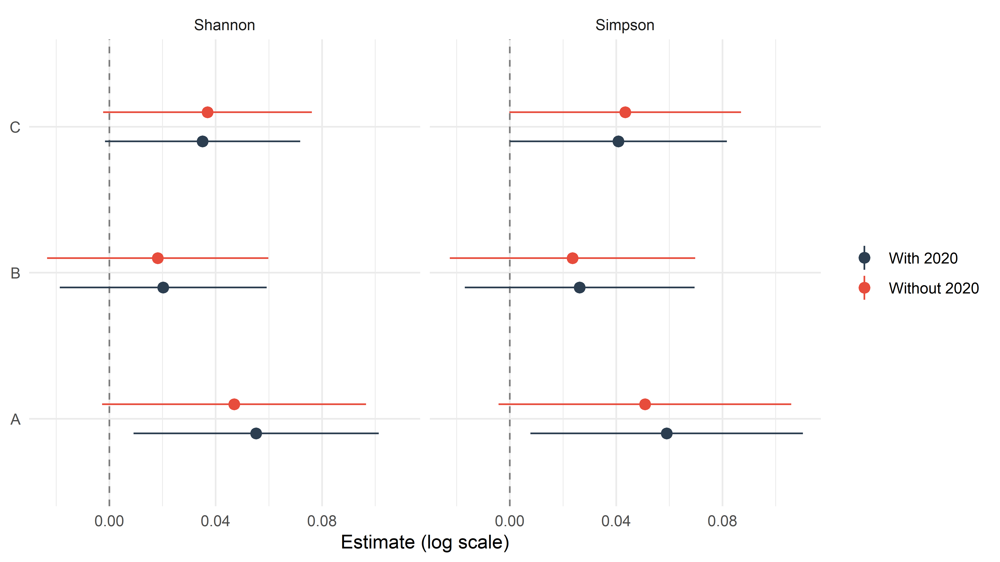 Shannon
Simpson
C
B
A
With 2020
Without 2020
0.00 0.04 0.08 0.00 0.04 0.08
Estimate (log scale)